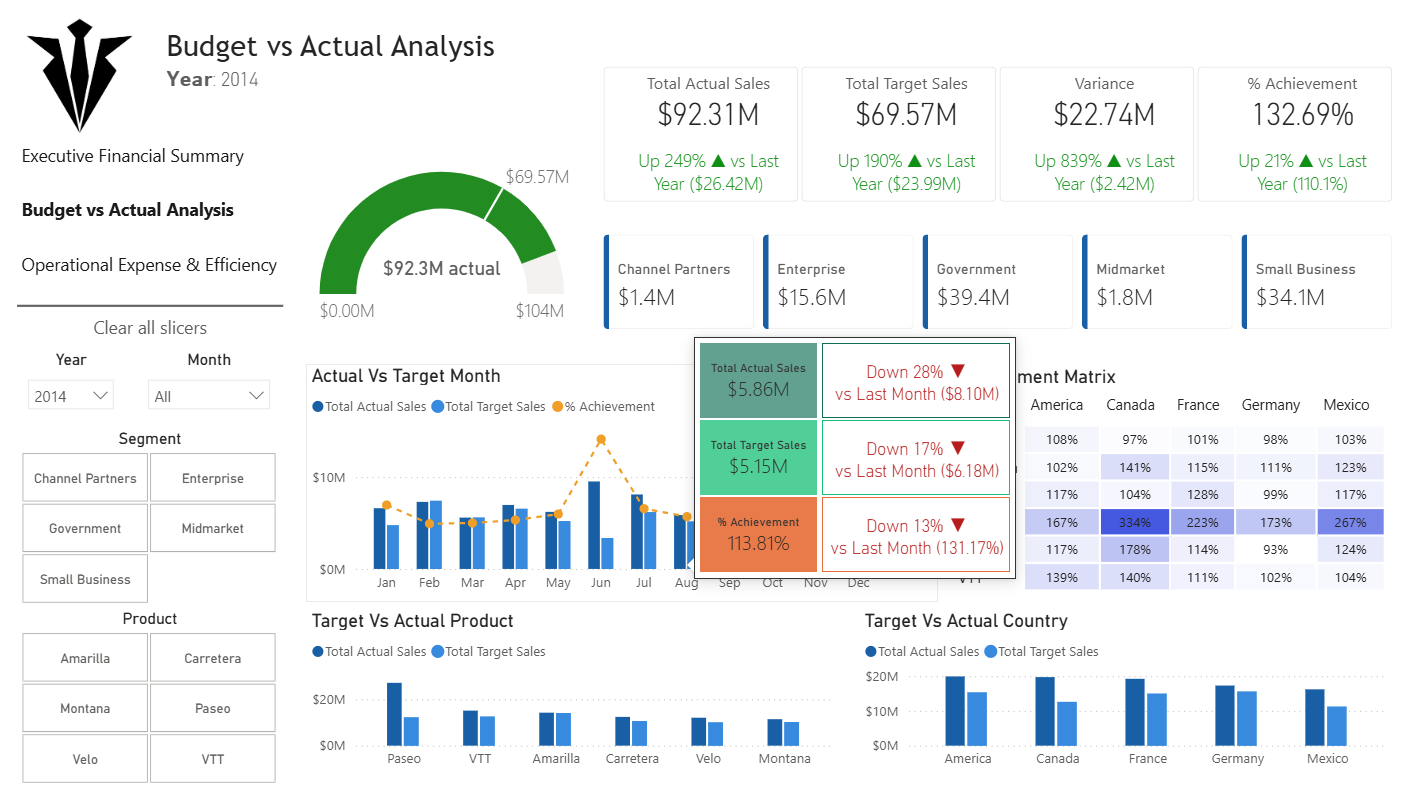 Budget vs Actual Analysis
Year: 2014
Executive Financial Summary
Budget vs Actual Analysis
Operational Expense & Efficiency
Clear all slicers
Year
Month
2014
All
Segment
Channel Partners
Enterprise
Government
Midmarket
Small Business
Product
Amarilla
Carretera
Montana
Paseo
Velo
VTT
$69.57M
$92.3M actual
$0.00M
$104M
Total Actual Sales
$92.31M
Up 249% ▲ vs Last
Year ($26.42M)
Total Target Sales
$69.57M
Up 190% ▲ vs Last
Year ($23.99M)
Variance
$22.74M
Up 839% ▲ vs Last
Year ($2.42M)
% Achievement
132.69%
Up 21% ▲ vs Last
Year (110.1%)
Channel Partners
$1.4M
Enterprise
$15.6M
Government
$39.4M
Midmarket
$1.8M
Small Business
$34.1M
Actual Vs Target Month
Total Actual Sales Total Target Sales % Achievement
$10M
$0M
Jan Feb Mar Apr May Jun Jul Aug Sep Oct Nov Dec
Total Actual Sales
$5.86M
Down 28% ▼
vs Last Month ($8.10M)
Total Target Sales
$5.15M
Down 17% ▼
vs Last Month ($6.18M)
% Achievement
113.81%
Down 13% ▼
vs Last Month (131.17%)
ment Matrix
America Canada France Germany Mexico
108% 97% 101% 98% 103%
102% 141% 115% 111% 123%
117% 104% 128% 99% 117%
167% 334% 223% 173% 267%
117% 178% 114% 93% 124%
139% 140% 111% 102% 104%
Target Vs Actual Product
Total Actual Sales Total Target Sales
$20M
$0M
Paseo VTT Amarilla Carretera Velo Montana
Target Vs Actual Country
Total Actual Sales Total Target Sales
$20M
$10M
$0M
America Canada France Germany Mexico